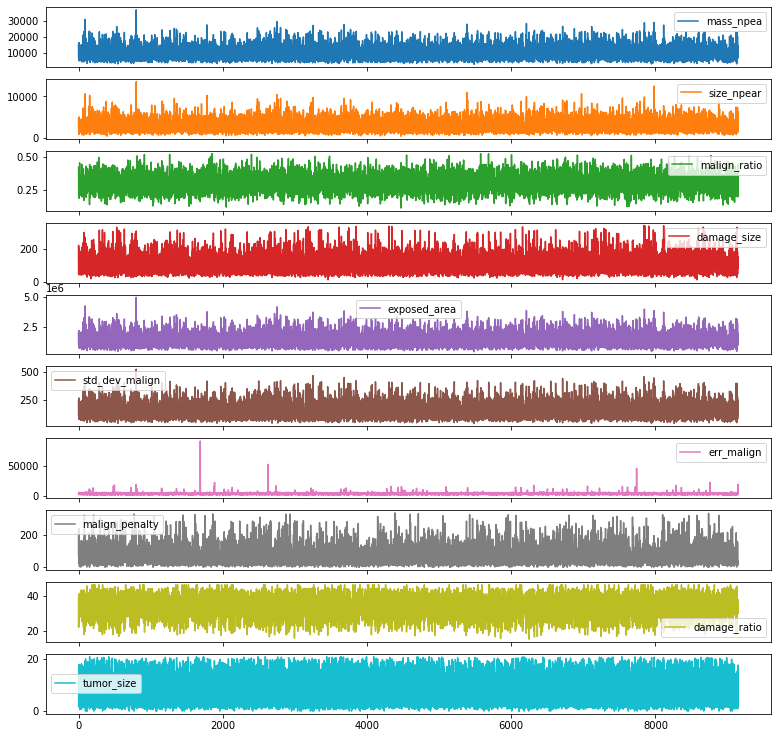 30000
20000
10000
mass_npea
10000
0
size_npear
0.50
0.25
malign_ratio
200
0
damage_size
1e6
5.0
2.5
exposed_area
500
250
std_dev_malign
50000
0
err_malign
200
0
malign_penalty
40
20
damage_ratio
20
0
tumor_size
0 2000 4000 6000 8000